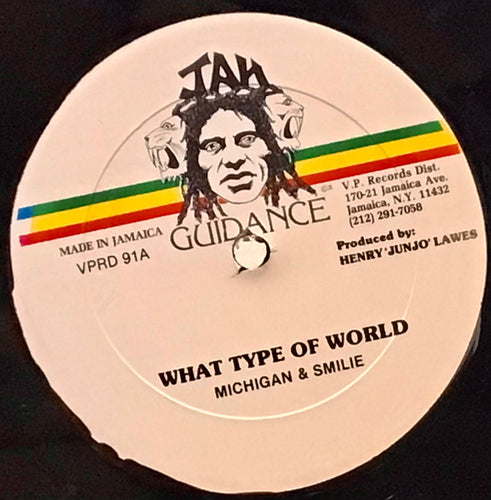 JAH
GUIDANCE
MADE IN JAMAICA
VPRD 91A
V.P. Records Dist.
170-21 Jamaica Ave.
Jamaica, N.Y. 11432
(212) 291-7058
Produced by:
HENRY 'JUNJO' LAWES
WHAT TYPE OF WORLD
MICHIGAN & SMILIE